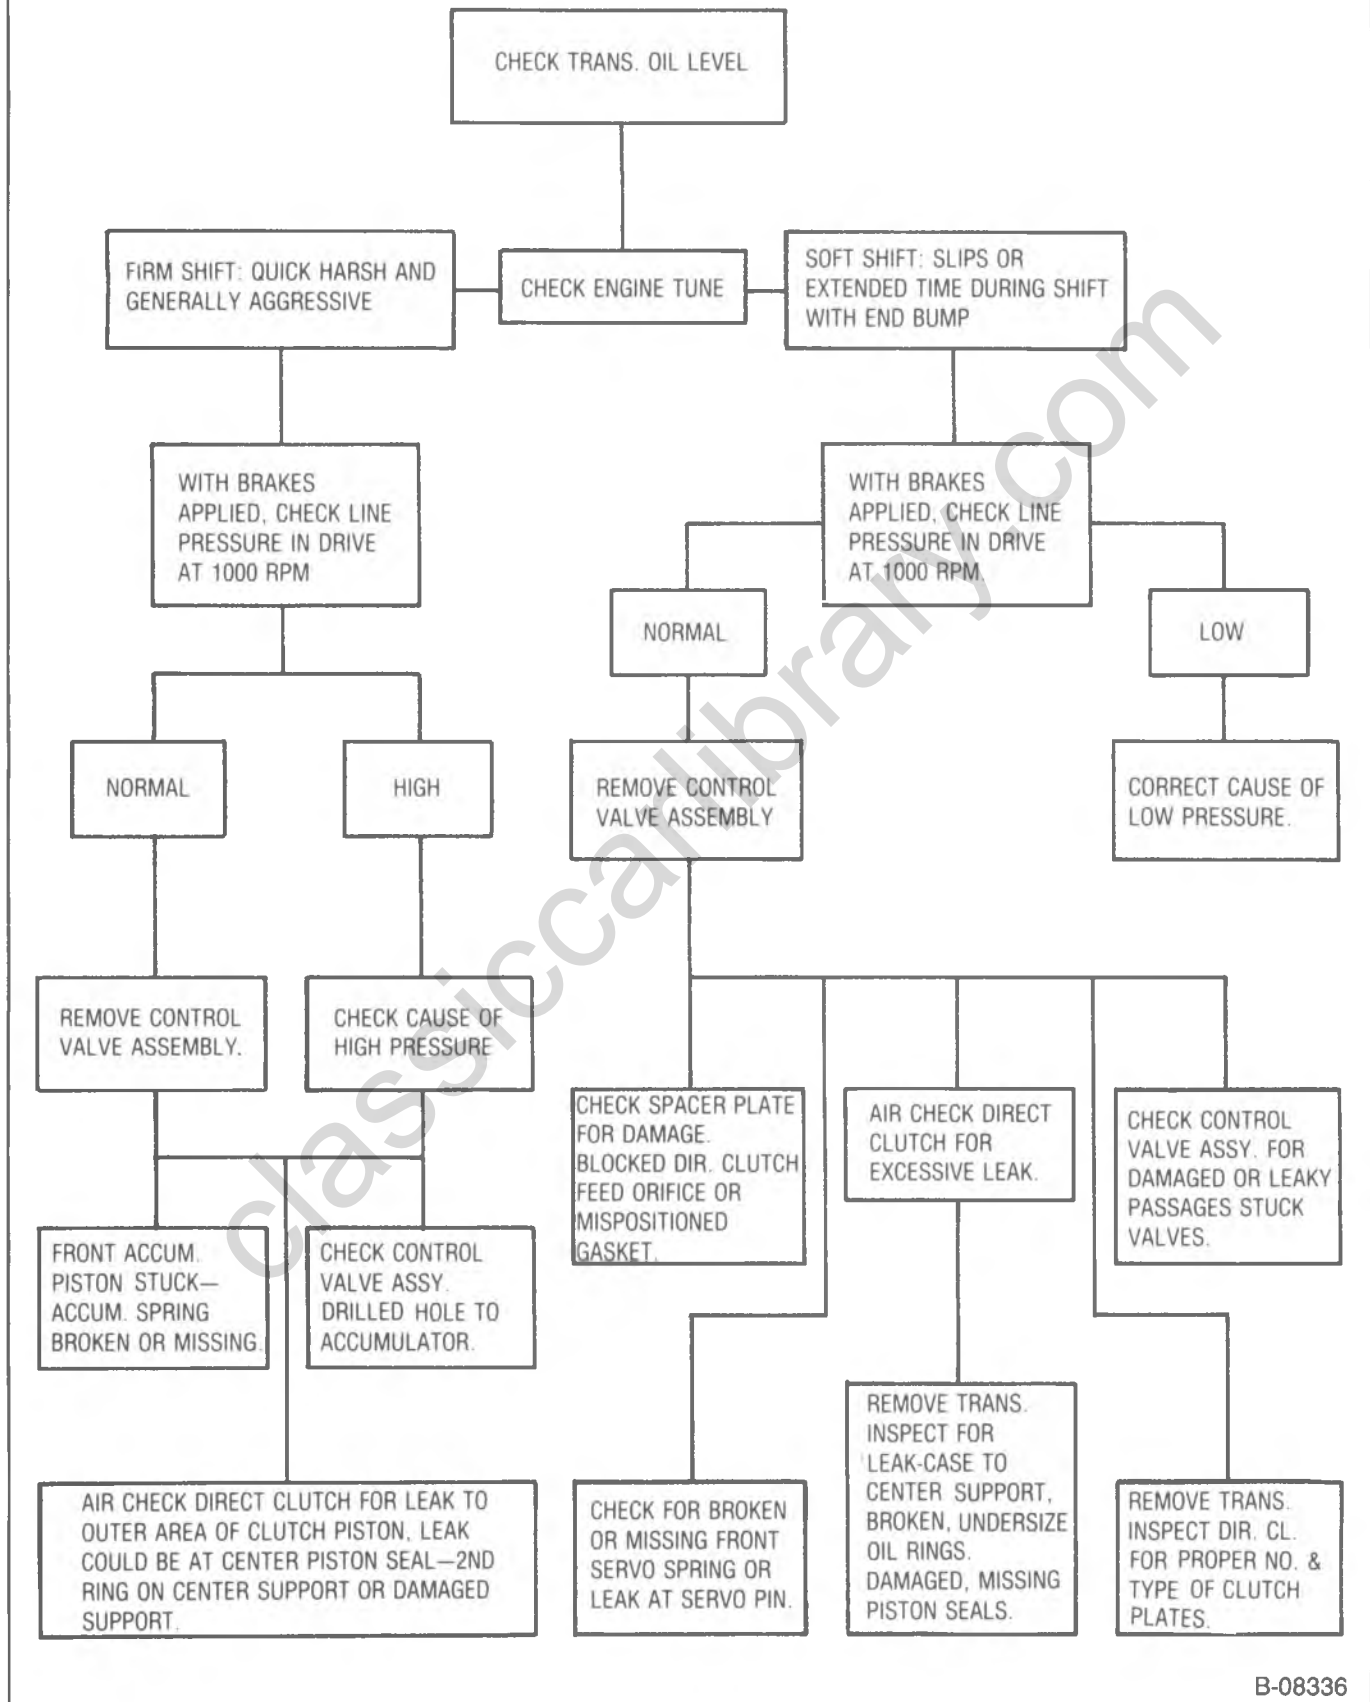 CHECK TRANS. OIL LEVEL
FIRM SHIFT: QUICK HARSH AND
GENERALLY AGGRESSIVE
CHECK ENGINE TUNE
SOFT SHIFT: SLIPS OR
EXTENDED TIME DURING SHIFT
WITH END BUMP
WITH BRAKES
APPLIED, CHECK LINE
PRESSURE IN DRIVE
AT 1000 RPM
WITH BRAKES
APPLIED, CHECK LINE
PRESSURE IN DRIVE
AT 1000 RPM.
NORMAL
LOW
NORMAL
HIGH
REMOVE CONTROL
VALVE ASSEMBLY
CORRECT CAUSE OF
LOW PRESSURE.
REMOVE CONTROL
VALVE ASSEMBLY.
CHECK CAUSE OF
HIGH PRESSURE
CHECK SPACER PLATE
FOR DAMAGE.
BLOCKED DIR. CLUTCH
FEED ORIFICE OR
MISPOSITIONED
GASKET.
AIR CHECK DIRECT
CLUTCH FOR
EXCESSIVE LEAK.
CHECK CONTROL
VALVE ASSY. FOR
DAMAGED OR LEAKY
PASSAGES STUCK
VALVES.
FRONT ACCUM.
PISTON STUCK—
ACCUM. SPRING
BROKEN OR MISSING.
CHECK CONTROL
VALVE ASSY.
DRILLED HOLE TO
ACCUMULATOR.
AIR CHECK DIRECT CLUTCH FOR LEAK TO
OUTER AREA OF CLUTCH PISTON, LEAK
COULD BE AT CENTER PISTON SEAL—2ND
RING ON CENTER SUPPORT OR DAMAGED
SUPPORT.
CHECK FOR BROKEN
OR MISSING FRONT
SERVO SPRING OR
LEAK AT SERVO PIN.
REMOVE TRANS.
INSPECT FOR
LEAK-CASE TO
CENTER SUPPORT,
BROKEN, UNDERSIZE
OIL RINGS.
DAMAGED, MISSING
PISTON SEALS.
REMOVE TRANS.
INSPECT DIR. CL.
FOR PROPER NO. &
TYPE OF CLUTCH
PLATES.
B-08336
classiccarlibrary.com